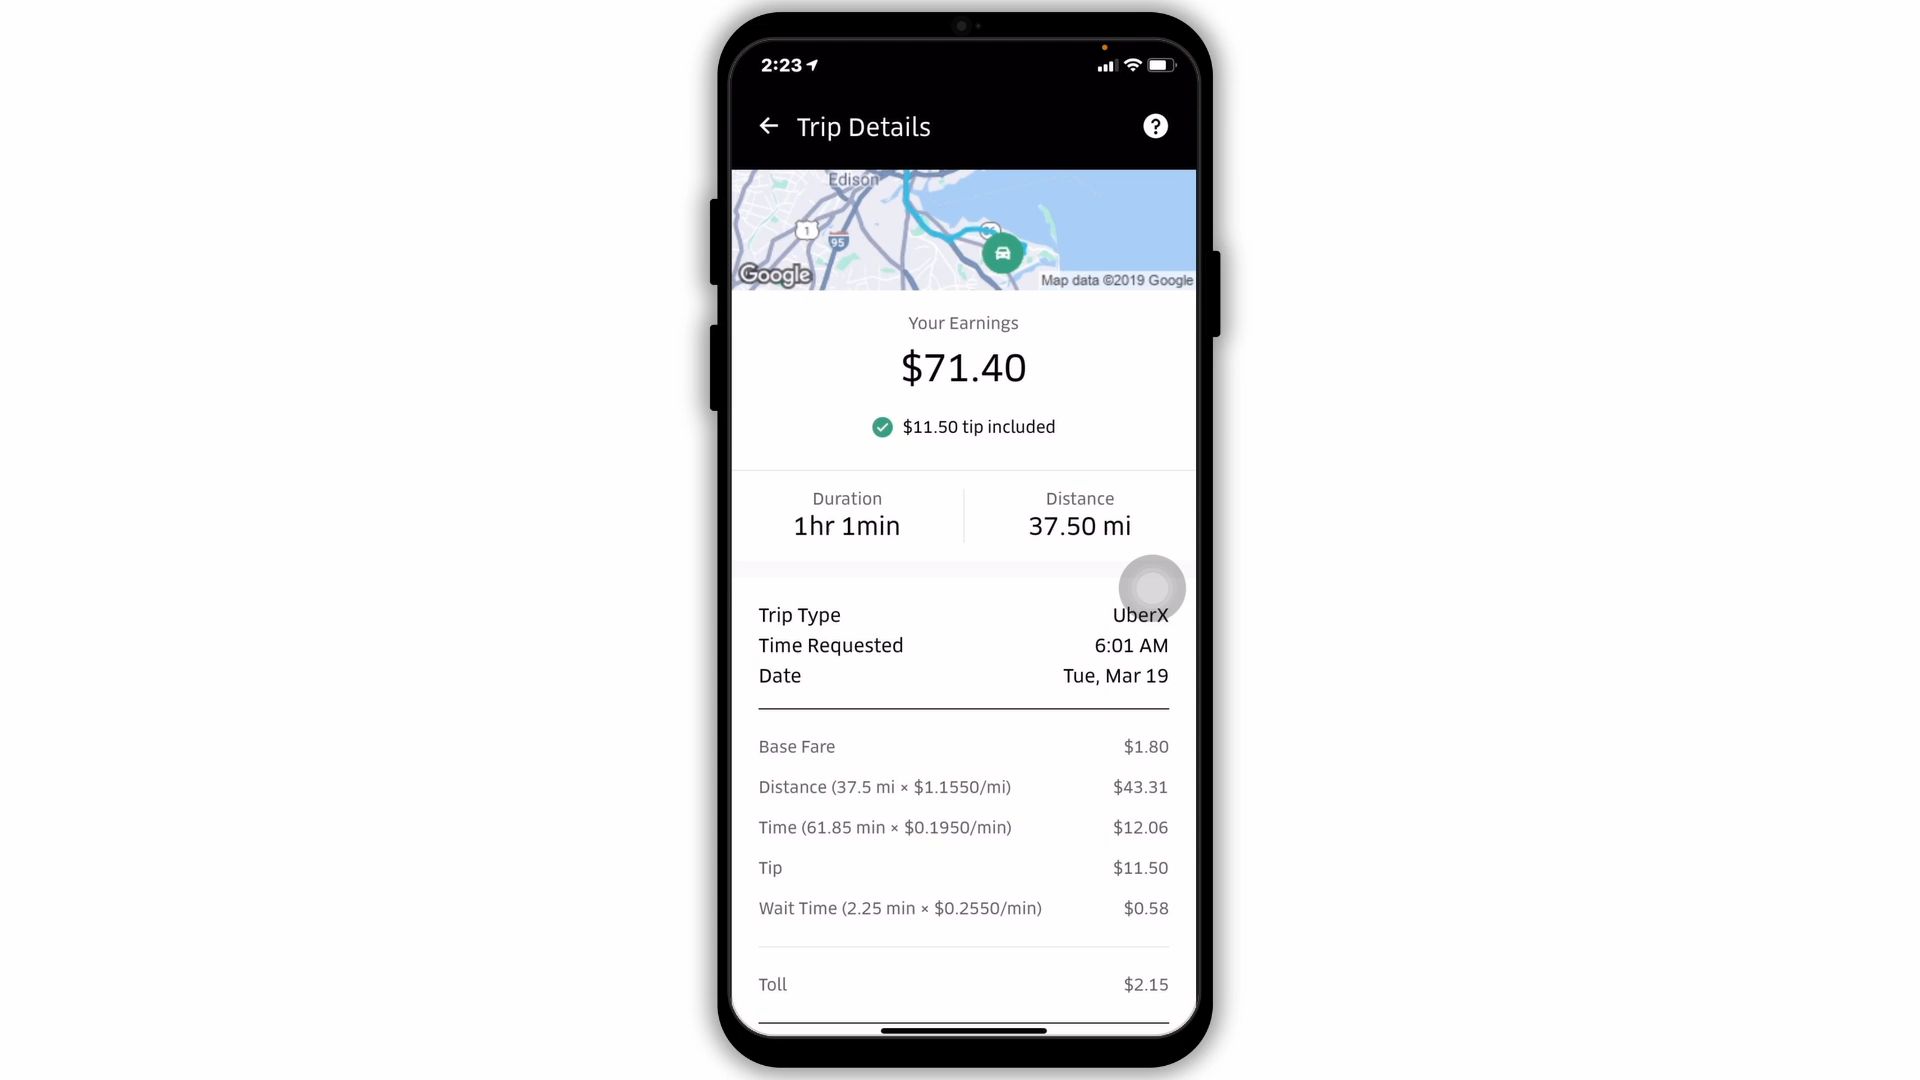 2:23
Trip Details
?
Edison
1
95
36
Google
Map data ©2019 Google
Your Earnings
$71.40
$11.50 tip included
Duration
1hr 1min
Distance
37.50 mi
Trip Type UberX
Time Requested 6:01 AM
Date Tue, Mar 19
Base Fare $1.80
Distance (37.5 mi × $1.1550/mi) $43.31
Time (61.85 min × $0.1950/min) $12.06
Tip $11.50
Wait Time (2.25 min × $0.2550/min) $0.58
Toll $2.15